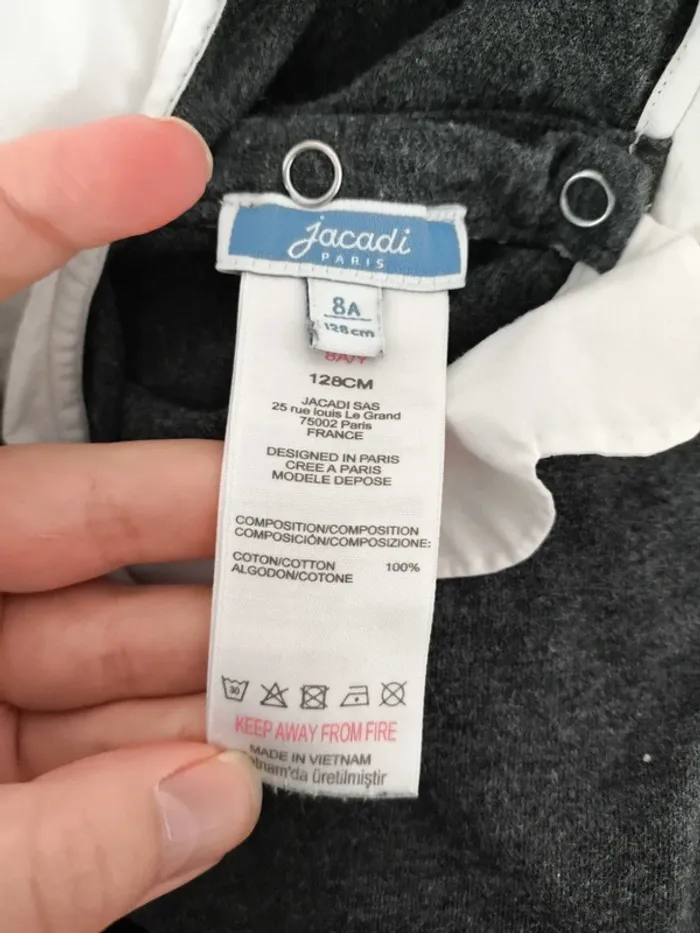 jacadi
PARIS
8A
128cm
8A/Y
128CM
JACADI SAS
25 rue louis Le Grand
75002 Paris
FRANCE
DESIGNED IN PARIS
CREE A PARIS
MODELE DEPOSE
COMPOSITION/COMPOSITION
COMPOSICIÓN/COMPOSIZIONE:
COTON/COTTON 100%
ALGODON/COTONE
30
KEEP AWAY FROM FIRE
MADE IN VIETNAM
üretilmiştir